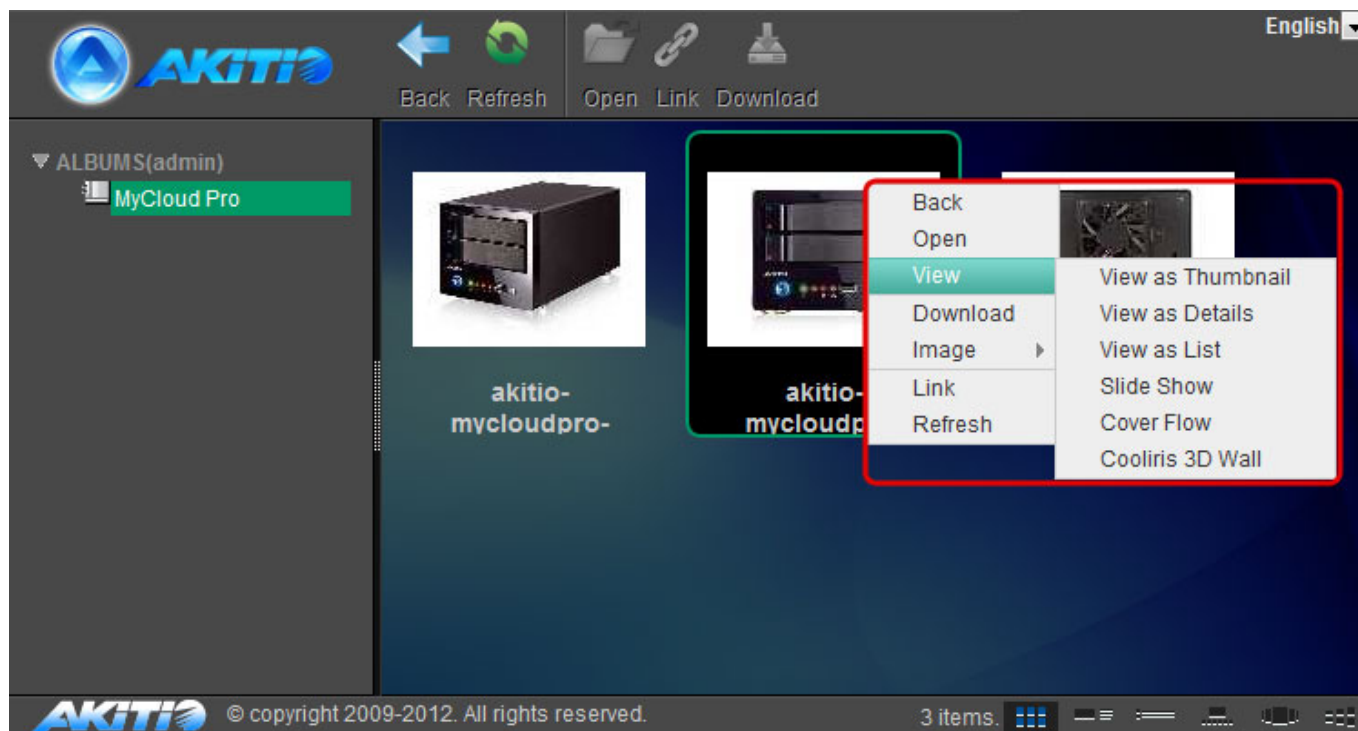 AKiTiO
English
Back Refresh Open Link Download
ALBUMS(admin)
MyCloud Pro
akitio-
mycloudpro-
akitio-
mycloudp
Back
Open
View
Download
Image
Link
Refresh
View as Thumbnail
View as Details
View as List
Slide Show
Cover Flow
Cooliris 3D Wall
AKiTiO © copyright 2009-2012. All rights reserved.
3 items.